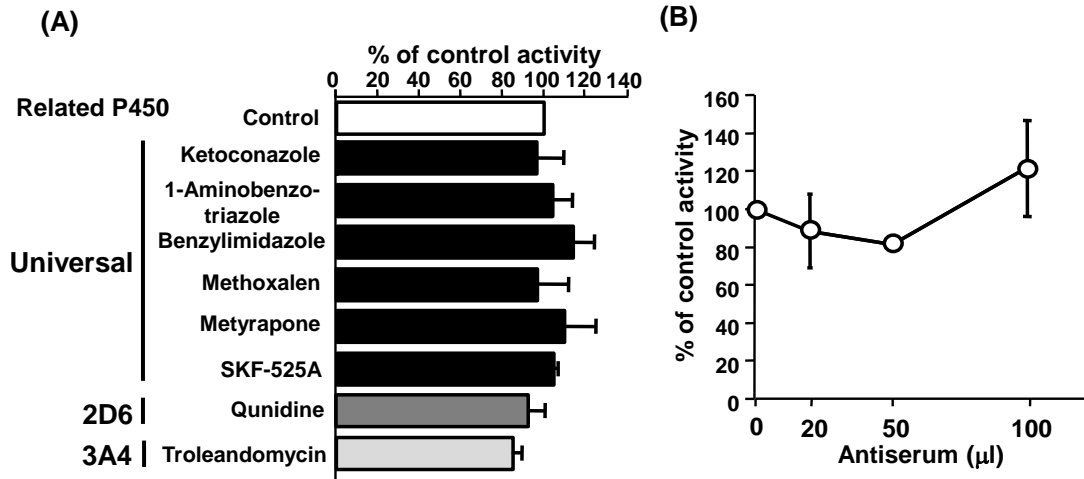 (A)
% of control activity
0 20 40 60 80 100 120 140
Related P450
Control
Universal
Ketoconazole
1-Aminobenzo-
triazole
Benzylimidazole
Methoxalen
Metyrapone
SKF-525A
2D6
Qunidine
3A4
Troleandomycin
(B)
% of control activity
160
140
120
100
80
60
40
20
0
0 20 50 100
Antiserum (μl)